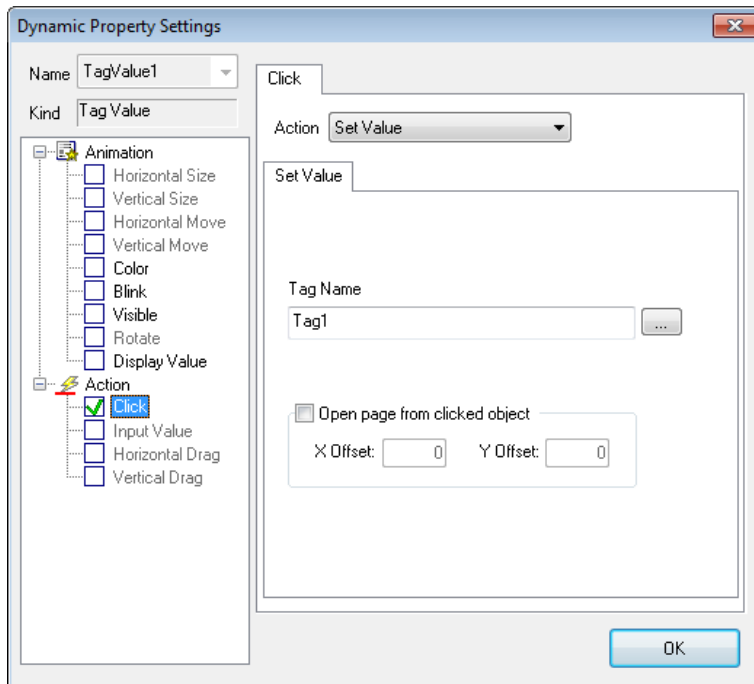 Dynamic Property Settings
Name TagValue1
Kind Tag Value
Animation
Horizontal Size
Vertical Size
Horizontal Move
Vertical Move
Color
Blink
Visible
Rotate
Display Value
Action
Click
Input Value
Horizontal Drag
Vertical Drag
Click
Action Set Value
Set Value
Tag Name
Tag1
...
Open page from clicked object
X Offset: 0 Y Offset: 0
OK